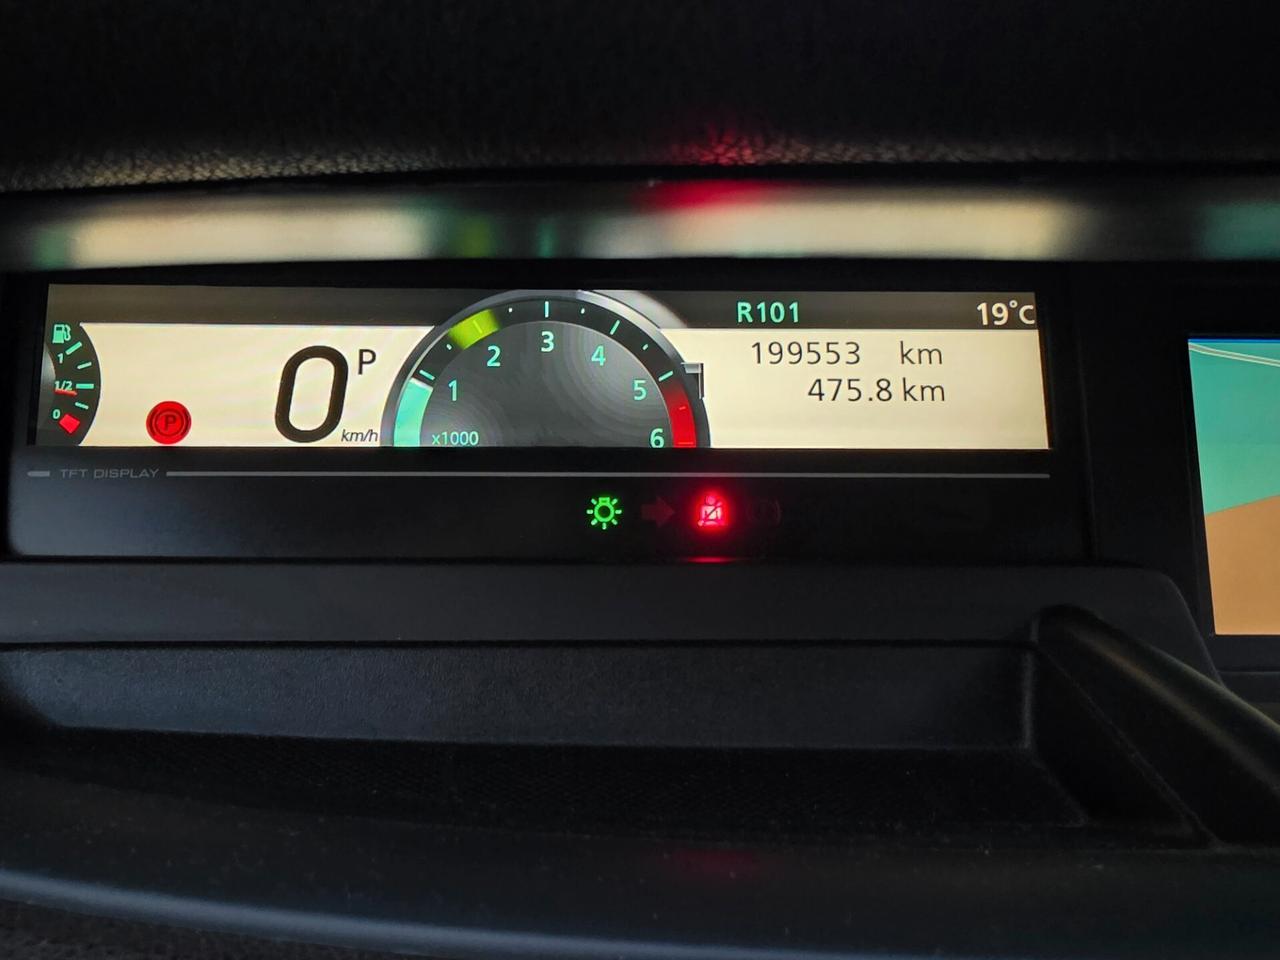 R101 19°C
199553 km
475.8 km
1
1/2
0
P
0 P
km/h
1 2 3 4 5 6
x1000
TFT DISPLAY